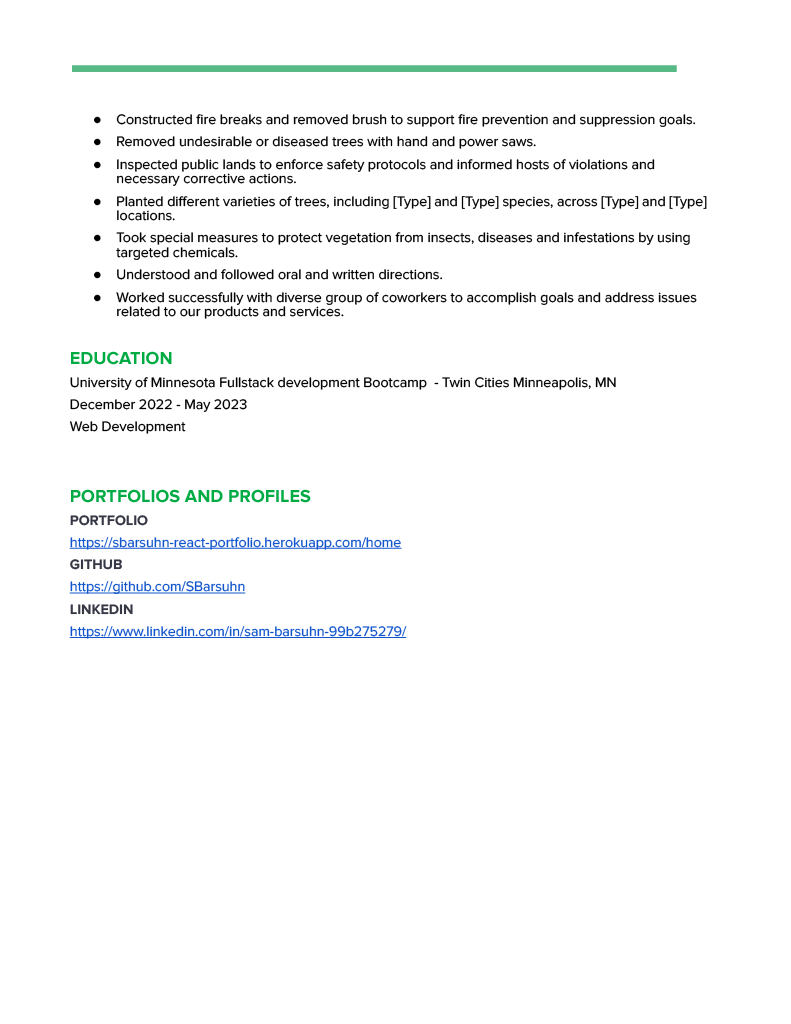 ● Constructed fire breaks and removed brush to support fire prevention and suppression goals.
● Removed undesirable or diseased trees with hand and power saws.
● Inspected public lands to enforce safety protocols and informed hosts of violations and
necessary corrective actions.
● Planted different varieties of trees, including [Type] and [Type] species, across [Type] and [Type]
locations.
● Took special measures to protect vegetation from insects, diseases and infestations by using
targeted chemicals.
● Understood and followed oral and written directions.
● Worked successfully with diverse group of coworkers to accomplish goals and address issues
related to our products and services.
EDUCATION
University of Minnesota Fullstack development Bootcamp  - Twin Cities Minneapolis, MN
December 2022 - May 2023
Web Development
PORTFOLIOS AND PROFILES
PORTFOLIO
https://sbarsuhn-react-portfolio.herokuapp.com/home
GITHUB
https://github.com/SBarsuhn
LINKEDIN
https://www.linkedin.com/in/sam-barsuhn-99b275279/